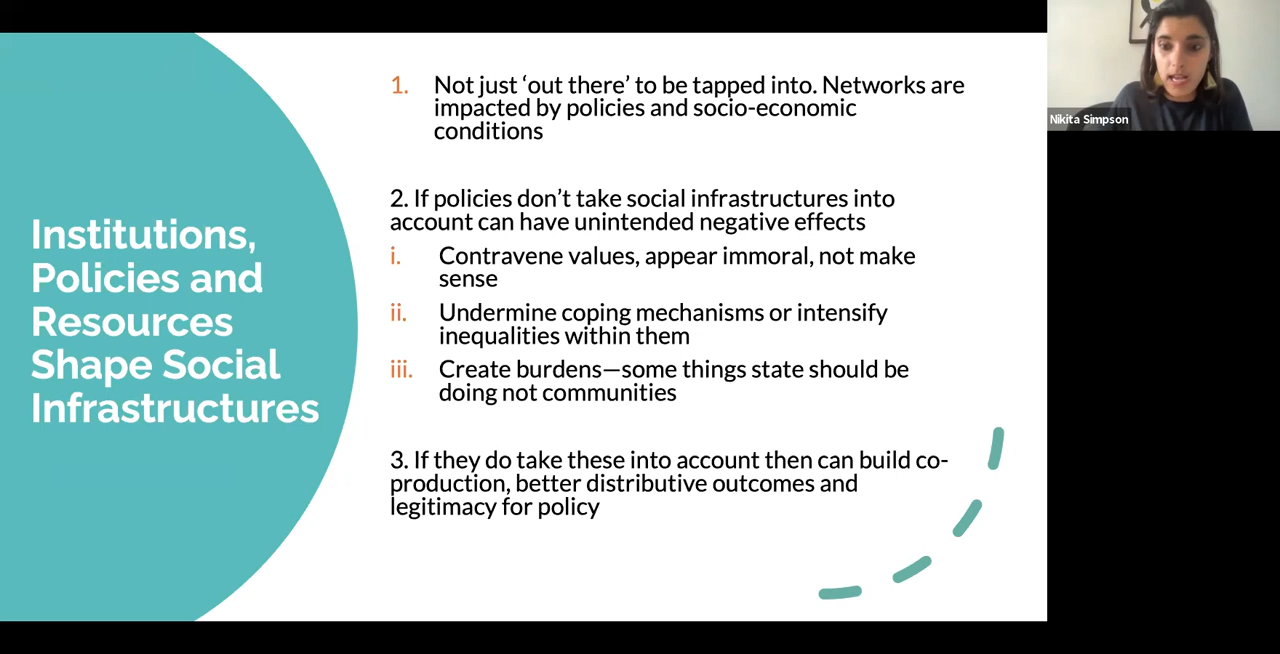 Institutions,
Policies and
Resources
Shape Social
Infrastructures
1. Not just ‘out there’ to be tapped into. Networks are
impacted by policies and socio-economic
conditions
2. If policies don’t take social infrastructures into
account can have unintended negative effects
i. Contravene values, appear immoral, not make
sense
ii. Undermine coping mechanisms or intensify
inequalities within them
iii. Create burdens—some things state should be
doing not communities
3. If they do take these into account then can build co-
production, better distributive outcomes and
legitimacy for policy
Nikita Simpson